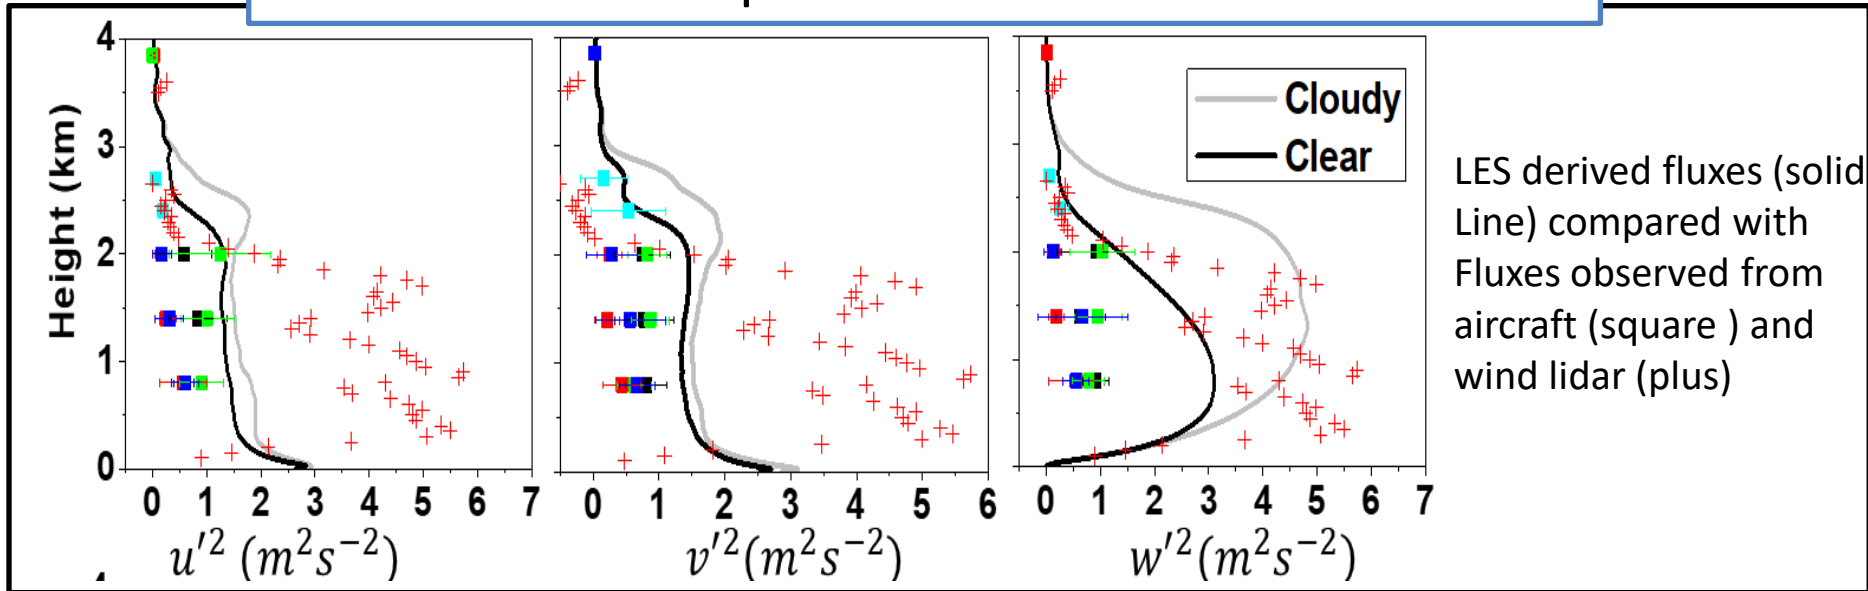 4
3
2
1
0
Height (km)
0 1 2 3 4 5 6 7
u′² (m²s⁻²)
0 1 2 3 4 5 6
v′²(m²s⁻²)
Cloudy
Clear
0 1 2 3 4 5 6 7
w′²(m²s⁻²)
LES derived fluxes (solid
Line) compared with
Fluxes observed from
aircraft (square ) and
wind lidar (plus)